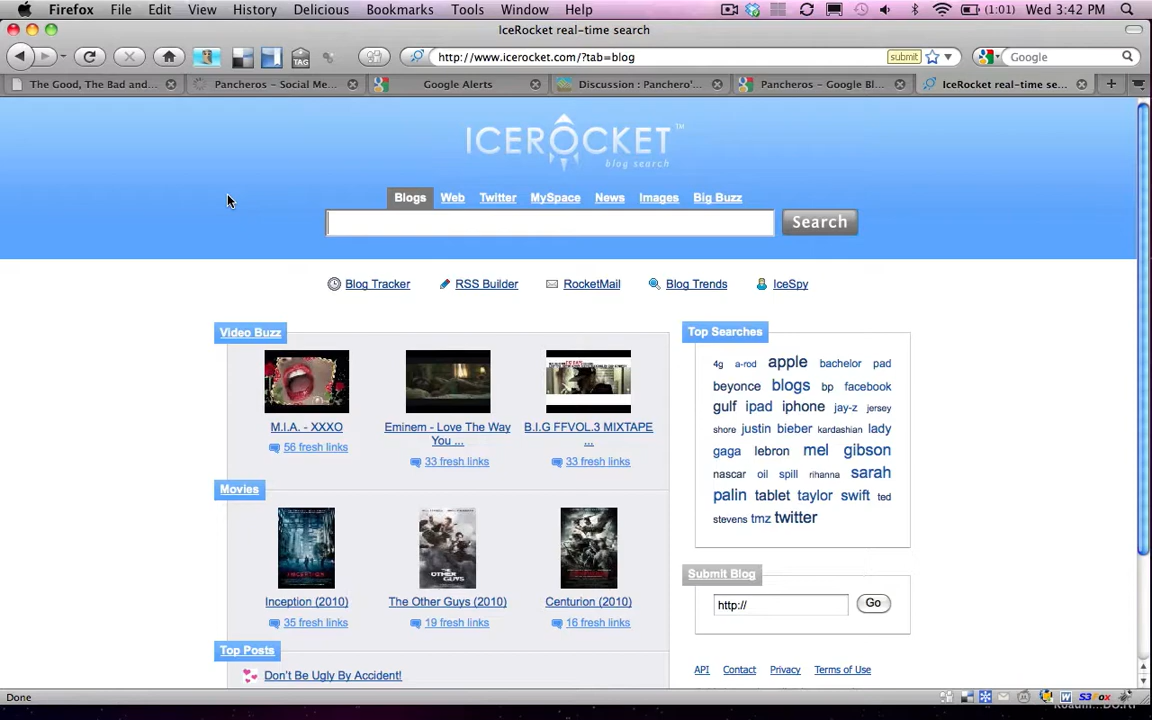 Firefox File Edit View History Delicious Bookmarks Tools Window Help (1:01) Wed 3:42 PM
IceRocket real-time search
TAG http://www.icerocket.com/?tab=blog submit Google
The Good, The Bad and... Pancheros – Social Me... Google Alerts Discussion : Panchero'... Pancheros – Google Bl... IceRocket real-time se...
ICEROCKET™
blog search
Blogs Web Twitter MySpace News Images Big Buzz
Search
Blog Tracker RSS Builder RocketMail Blog Trends IceSpy
Video Buzz
M.I.A. - XXXO
56 fresh links
Eminem - Love The Way
You ...
33 fresh links
B.I.G FFVOL.3 MIXTAPE
...
33 fresh links
Movies
INCEPTION
Inception (2010)
35 fresh links
THE OTHER GUYS
The Other Guys (2010)
19 fresh links
CENTURION
Centurion (2010)
16 fresh links
Top Posts
Don't Be Ugly By Accident!
Top Searches
4g a-rod apple bachelor pad
beyonce blogs bp facebook
gulf ipad iphone jay-z jersey
shore justin bieber kardashian lady
gaga lebron mel gibson
nascar oil spill rihanna sarah
palin tablet taylor swift ted
stevens tmz twitter
Submit Blog
http:// Go
API Contact Privacy Terms of Use
Done S3Fox